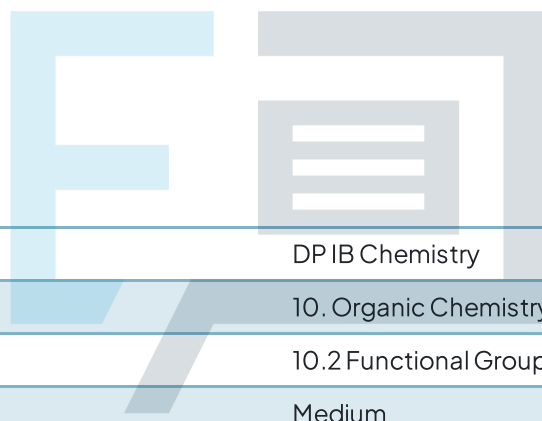 DP IB Chemistry
10. Organic Chemistry
10.2 Functional Group
Medium